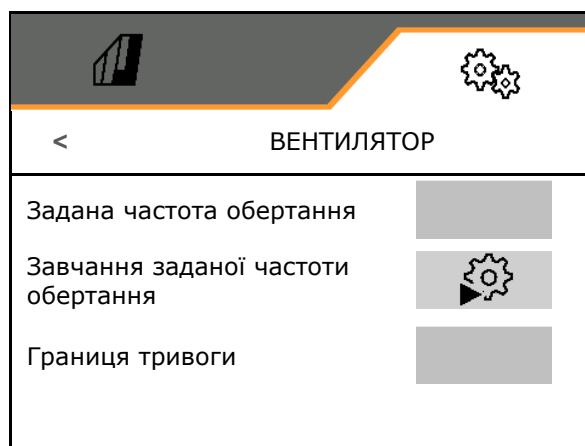 < ВЕНТИЛЯТОР
Задана частота обертання
Завчання заданої частоти
обертання
Границя тривоги